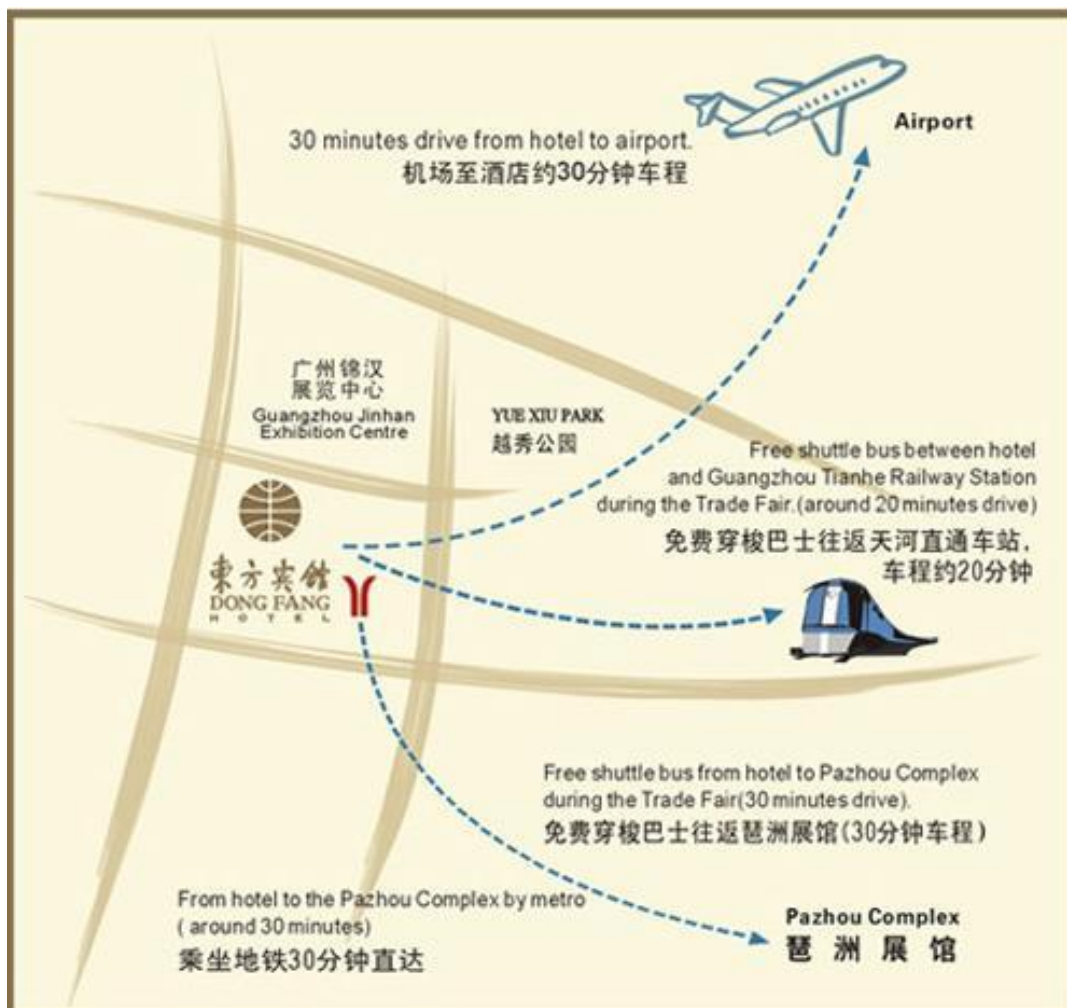 Airport
30 minutes drive from hotel to airport.
机场至酒店约30分钟车程
广州锦汉
展览中心
Guangzhou Jinhan
Exhibition Centre
YUE XIU PARK
越秀公园
Free shuttle bus between hotel
and Guangzhou Tianhe Railway Station
during the Trade Fair.(around 20 minutes drive)
免费穿梭巴士往返天河直通车站，
车程约20分钟
東方宾館
DONG FANG
HOTEL
Free shuttle bus from hotel to Pazhou Complex
during the Trade Fair(30 minutes drive).
免费穿梭巴士往返琶洲展馆(30分钟车程)
From hotel to the Pazhou Complex by metro
( around 30 minutes)
乘坐地铁30分钟直达
Pazhou Complex
琶洲展馆